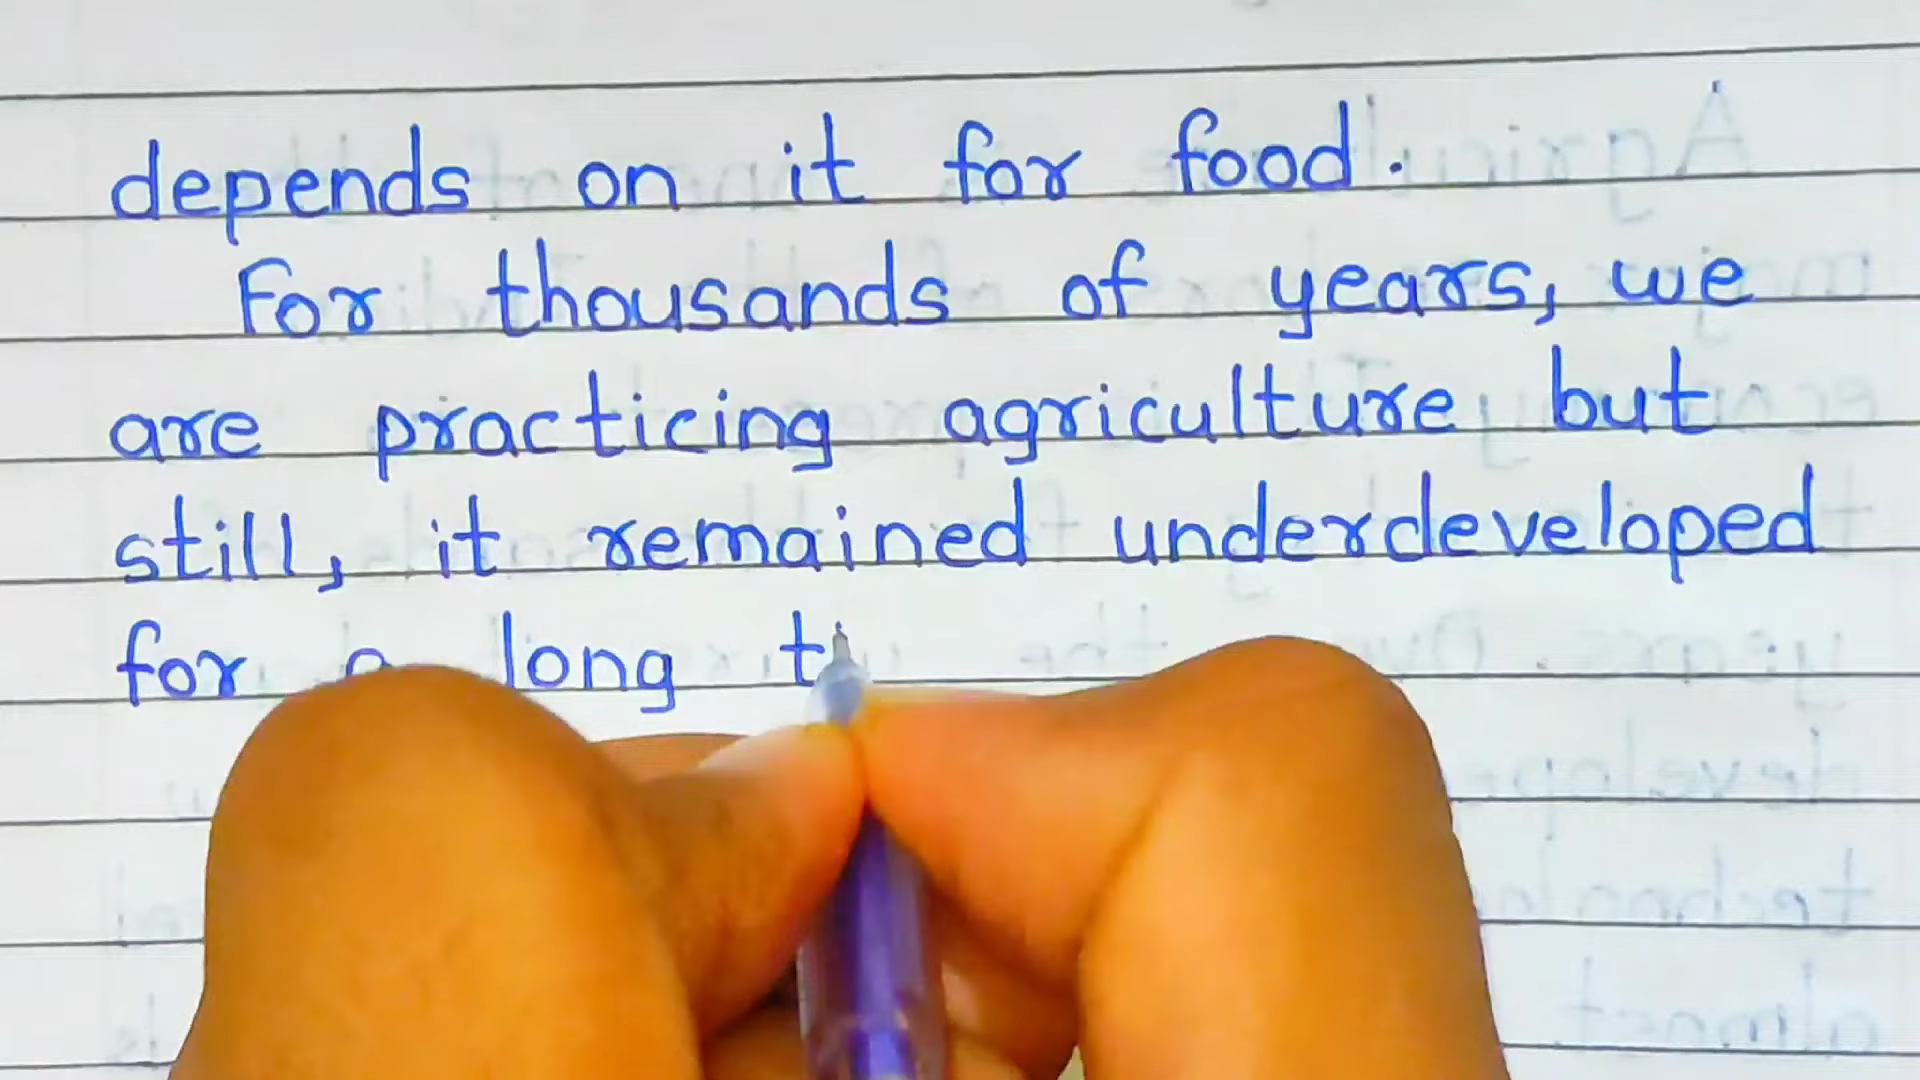 depends on it for food.
For thousands of years, we
are practicing agriculture but
still, it remained underdeveloped
for a long ti